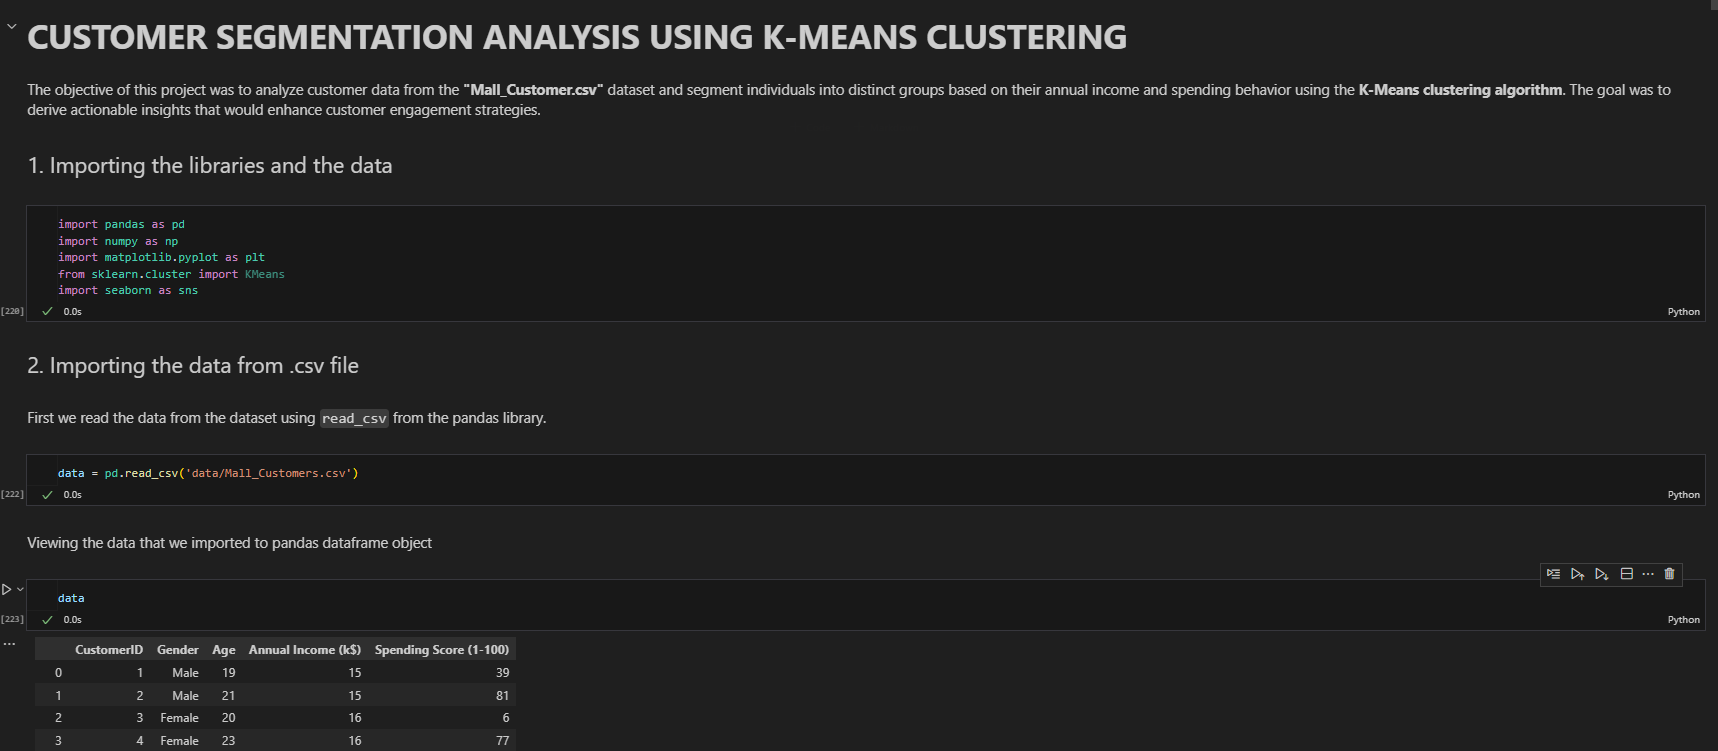 CUSTOMER SEGMENTATION ANALYSIS USING K-MEANS CLUSTERING
The objective of this project was to analyze customer data from the "Mall_Customer.csv" dataset and segment individuals into distinct groups based on their annual income and spending behavior using the K-Means clustering algorithm. The goal was to
derive actionable insights that would enhance customer engagement strategies.
1. Importing the libraries and the data
import pandas as pd
import numpy as np
import matplotlib.pyplot as plt
from sklearn.cluster import KMeans
import seaborn as sns
[220] 0.0s Python
2. Importing the data from .csv file
First we read the data from the dataset using read_csv from the pandas library.
data = pd.read_csv('data/Mall_Customers.csv')
[222] 0.0s Python
Viewing the data that we imported to pandas dataframe object
data
[223] 0.0s Python
CustomerID Gender Age Annual Income (k$) Spending Score (1-100)
0 1 Male 19 15 39
1 2 Male 21 15 81
2 3 Female 20 16 6
3 4 Female 23 16 77